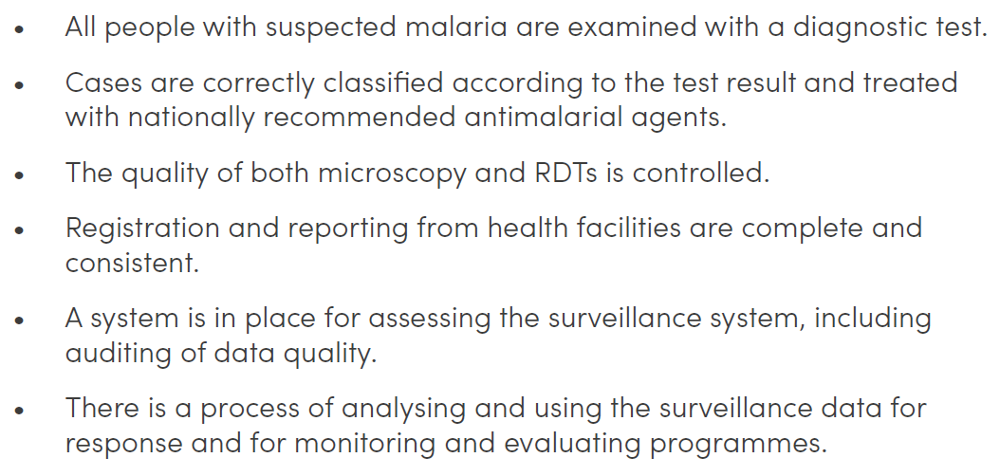 • All people with suspected malaria are examined with a diagnostic test.
• Cases are correctly classified according to the test result and treated
with nationally recommended antimalarial agents.
• The quality of both microscopy and RDTs is controlled.
• Registration and reporting from health facilities are complete and
consistent.
• A system is in place for assessing the surveillance system, including
auditing of data quality.
• There is a process of analysing and using the surveillance data for
response and for monitoring and evaluating programmes.